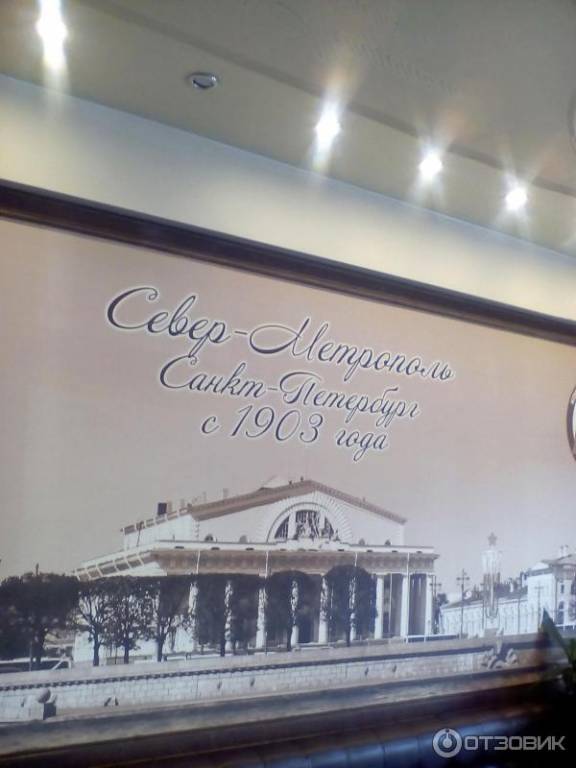 Север-Метрополь
Санкт-Петербург
с 1903 года
ОТЗОВИК